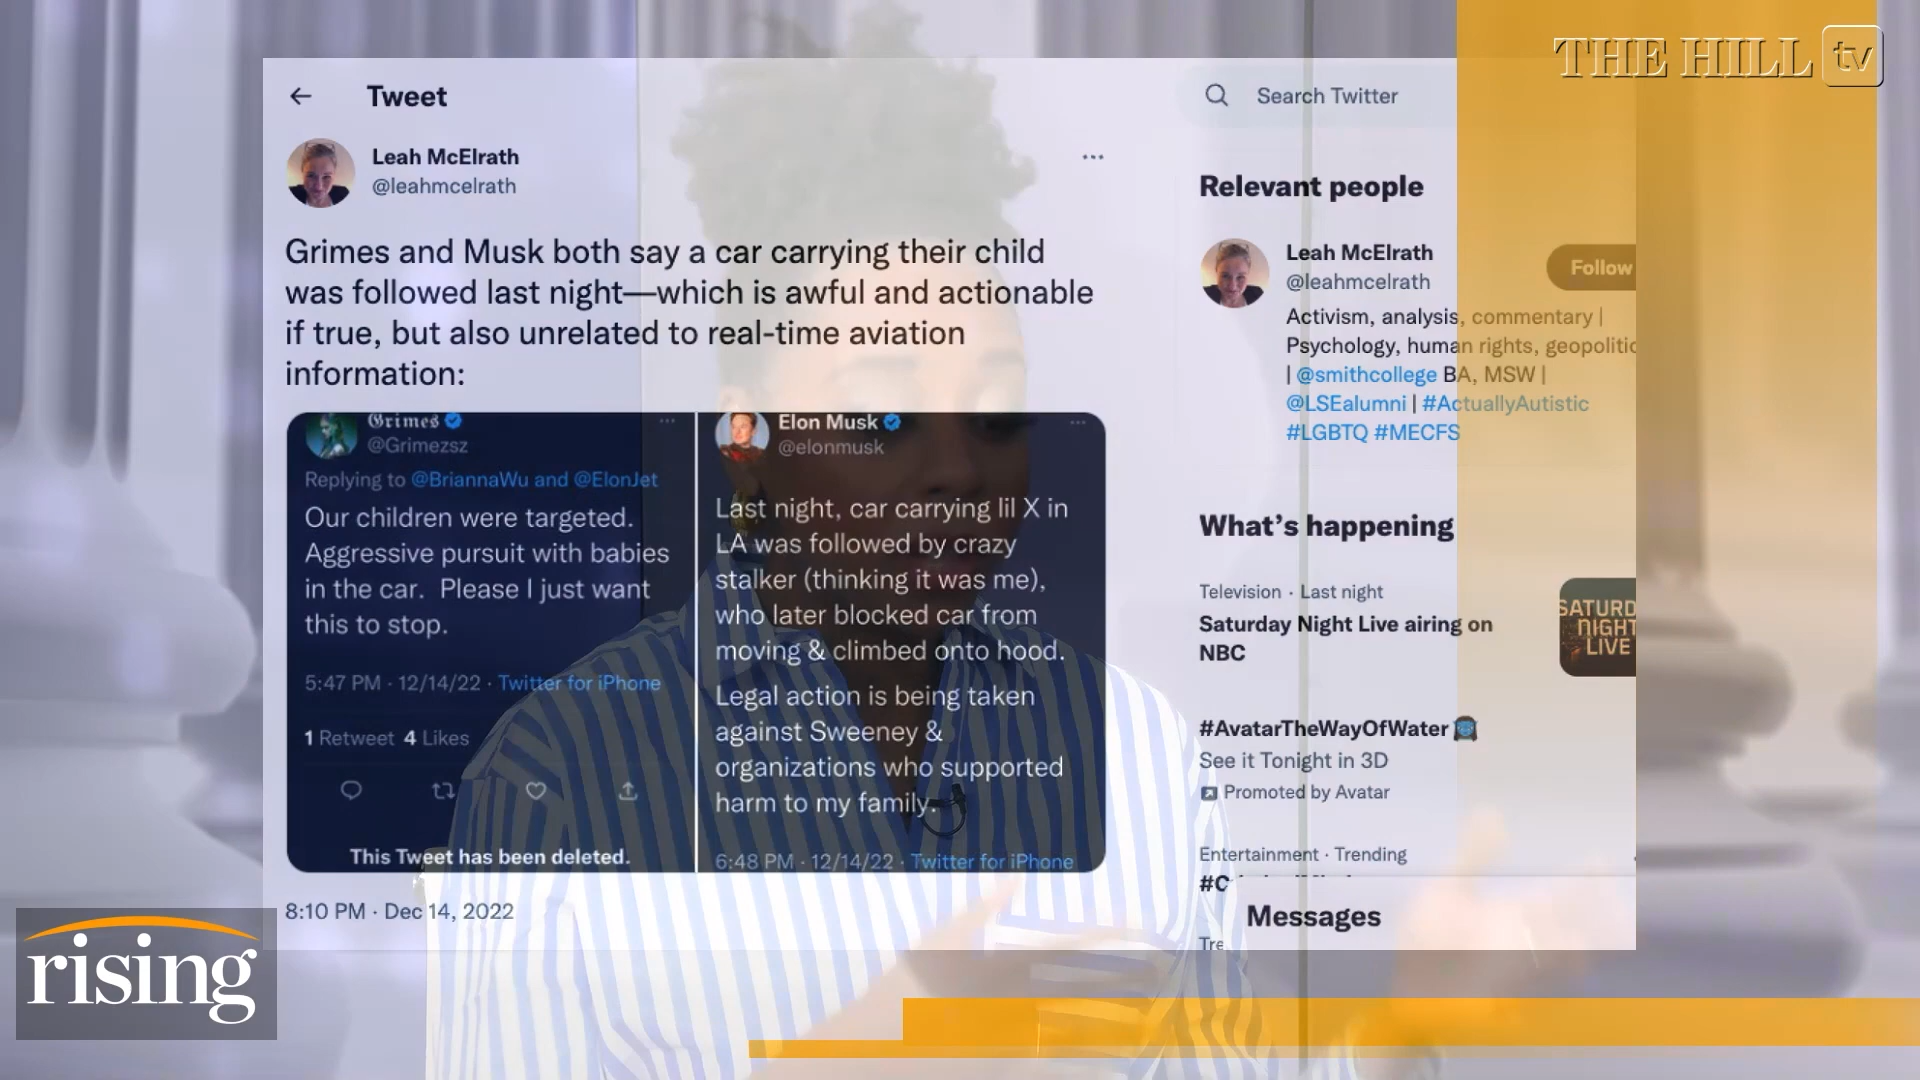 THE HILL tv
Tweet
Search Twitter
Leah McElrath
@leahmcelrath
Grimes and Musk both say a car carrying their child
was followed last night—which is awful and actionable
if true, but also unrelated to real-time aviation
information:
Grimes
@Grimezsz
Replying to @BriannaWu and @ElonJet
Our children were targeted.
Aggressive pursuit with babies
in the car.  Please I just want
this to stop.
5:47 PM · 12/14/22 · Twitter for iPhone
1 Retweet 4 Likes
This Tweet has been deleted.
Elon Musk
@elonmusk
Last night, car carrying lil X in
LA was followed by crazy
stalker (thinking it was me),
who later blocked car from
moving & climbed onto hood.
Legal action is being taken
against Sweeney &
organizations who supported
harm to my family.
6:48 PM · 12/14/22 · Twitter for iPhone
8:10 PM · Dec 14, 2022
Relevant people
Leah McElrath
@leahmcelrath
Follow
Activism, analysis, commentary |
Psychology, human rights, geopolitic
| @smithcollege BA, MSW |
@LSEalumni | #ActuallyAutistic
#LGBTQ #MECFS
What's happening
Television · Last night
Saturday Night Live airing on
NBC
SATURD
NIGHT
LIVE
#AvatarTheWayOfWater
See it Tonight in 3D
Promoted by Avatar
Entertainment · Trending
Messages
Tre
rising